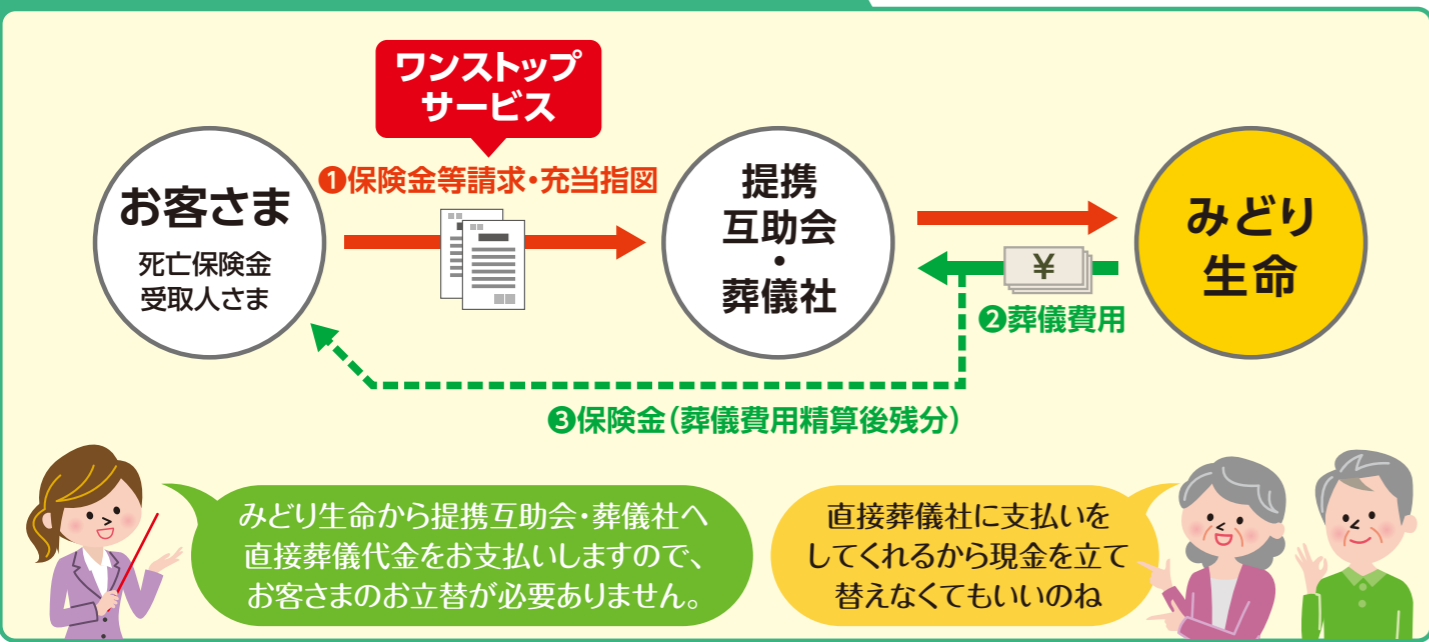 ワンストップ
サービス
❶保険金等請求・充当指図
お客さま
死亡保険金
受取人さま
提携
互助会
・
葬儀社
みどり
生命
¥
❷葬儀費用
❸保険金(葬儀費用精算後残分)
みどり生命から提携互助会・葬儀社へ
直接葬儀代金をお支払いしますので、
お客さまのお立替が必要ありません。
直接葬儀社に支払いを
してくれるから現金を立て
替えなくてもいいのね